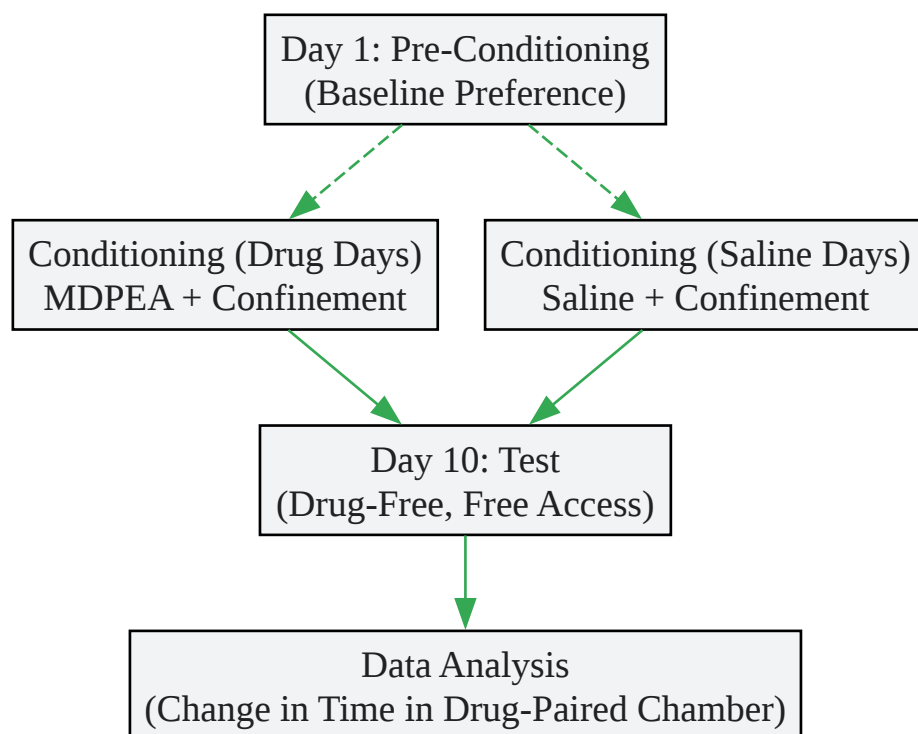 Day 1: Pre-Conditioning
(Baseline Preference)
Conditioning (Drug Days)
MDPEA + Confinement
Conditioning (Saline Days)
Saline + Confinement
Day 10: Test
(Drug-Free, Free Access)
Data Analysis
(Change in Time in Drug-Paired Chamber)